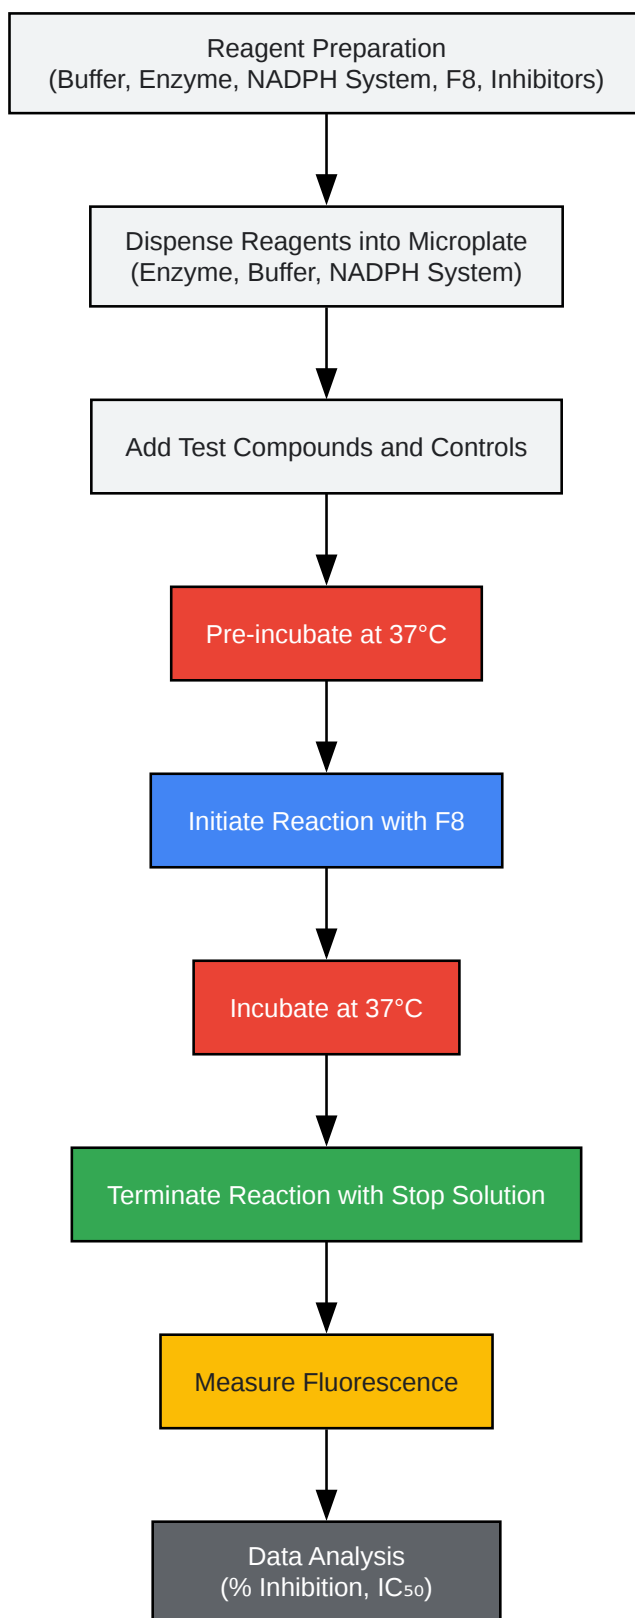 Reagent Preparation
(Buffer, Enzyme, NADPH System, F8, Inhibitors)
Dispense Reagents into Microplate
(Enzyme, Buffer, NADPH System)
Add Test Compounds and Controls
Pre-incubate at 37°C
Initiate Reaction with F8
Incubate at 37°C
Terminate Reaction with Stop Solution
Measure Fluorescence
Data Analysis
(% Inhibition, IC₅₀)